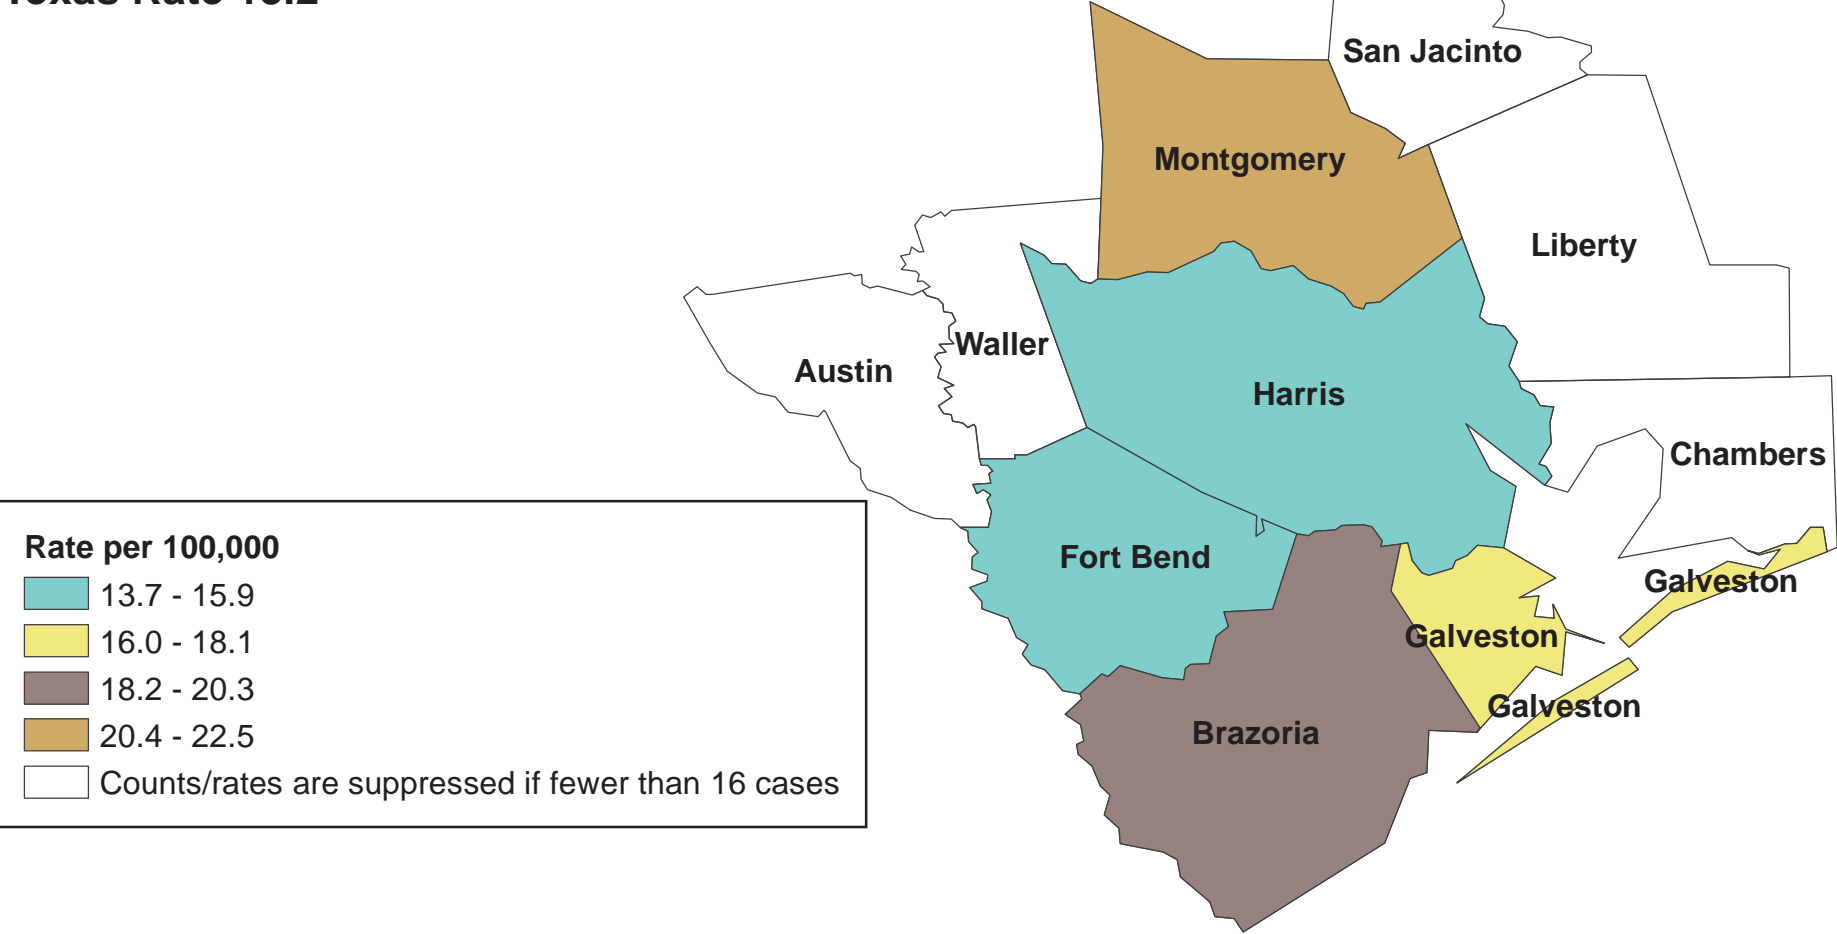 San Jacinto
Montgomery
Liberty
Waller
Austin
Harris
Chambers
Fort Bend
Galveston
Galveston
Galveston
Brazoria
Rate per 100,000
13.7 - 15.9
16.0 - 18.1
18.2 - 20.3
20.4 - 22.5
Counts/rates are suppressed if fewer than 16 cases